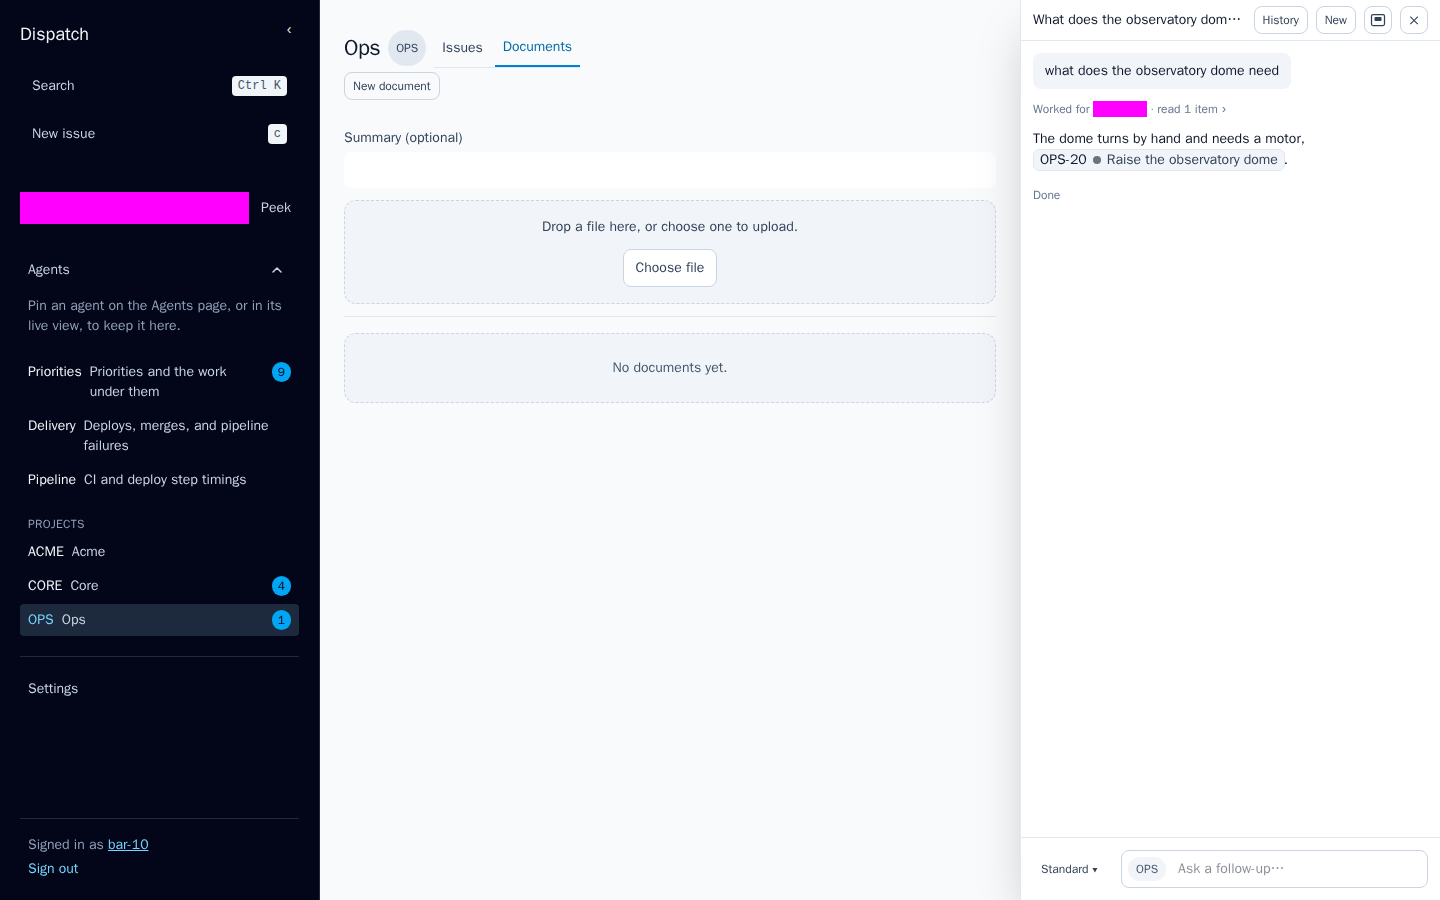 Dispatch
Search
Ctrl K
New issue
C
Peek
Agents
Pin an agent on the Agents page, or in its
live view, to keep it here.
Priorities Priorities and the work
under them
9
Delivery Deploys, merges, and pipeline
failures
Pipeline CI and deploy step timings
PROJECTS
ACME Acme
CORE Core 4
OPS Ops 1
Settings
Signed in as bar-10
Sign out
Ops OPS Issues Documents
New document
Summary (optional)
Drop a file here, or choose one to upload.
Choose file
No documents yet.
What does the observatory dom…
History
New
what does the observatory dome need
Worked for · read 1 item ›
The dome turns by hand and needs a motor,
OPS-20 Raise the observatory dome.
Done
Standard
OPS Ask a follow-up…